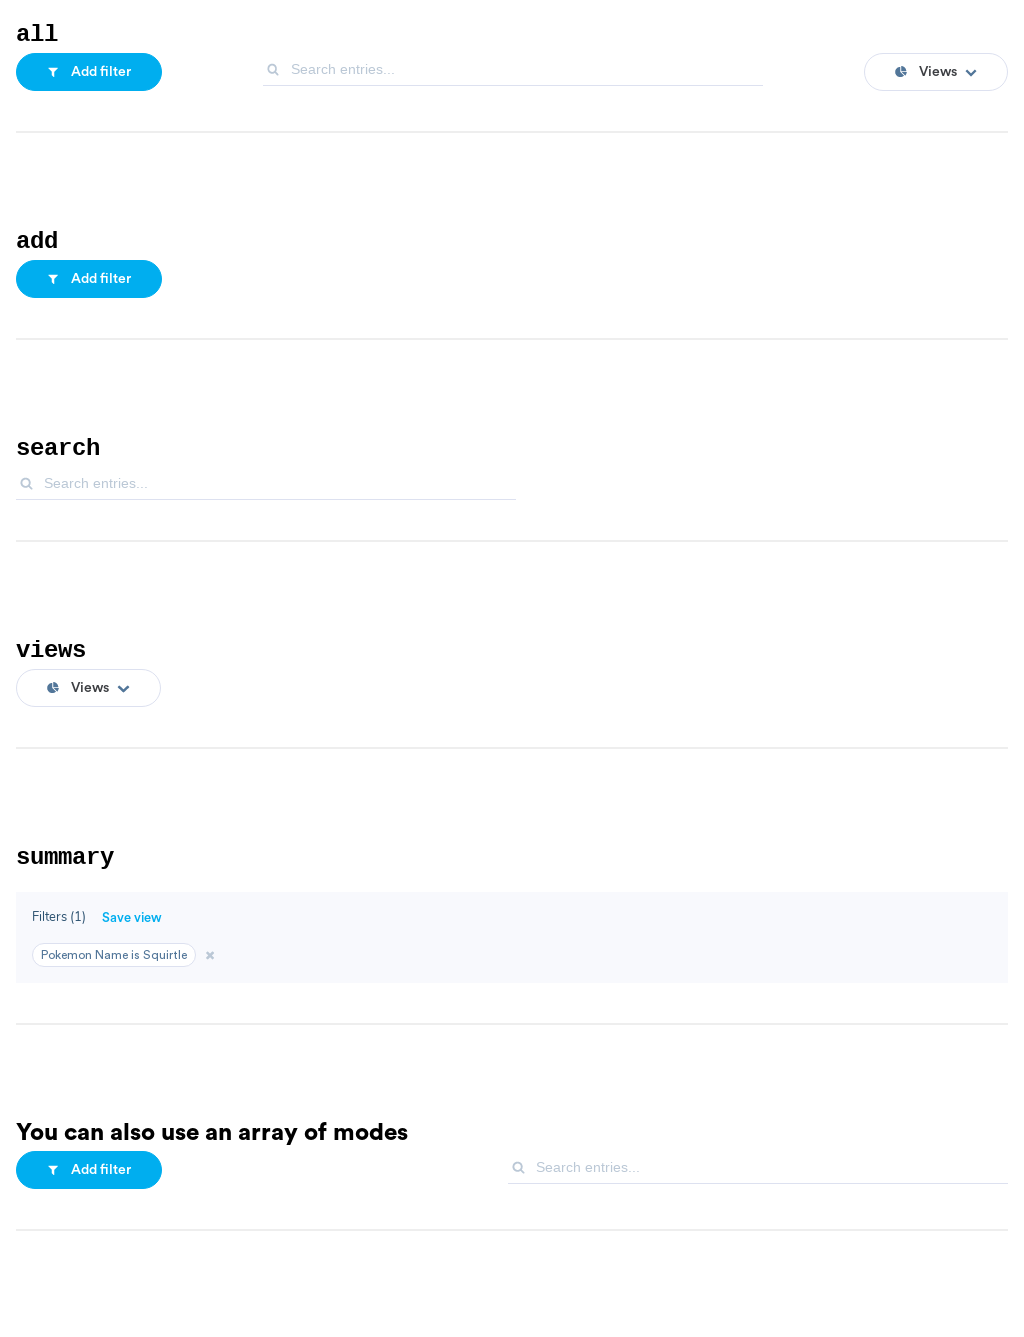 all
Add filter
Search entries...
Views
add
Add filter
search
Search entries...
views
Views
summary
Filters (1) Save view
Pokemon Name is Squirtle
You can also use an array of modes
Add filter
Search entries...